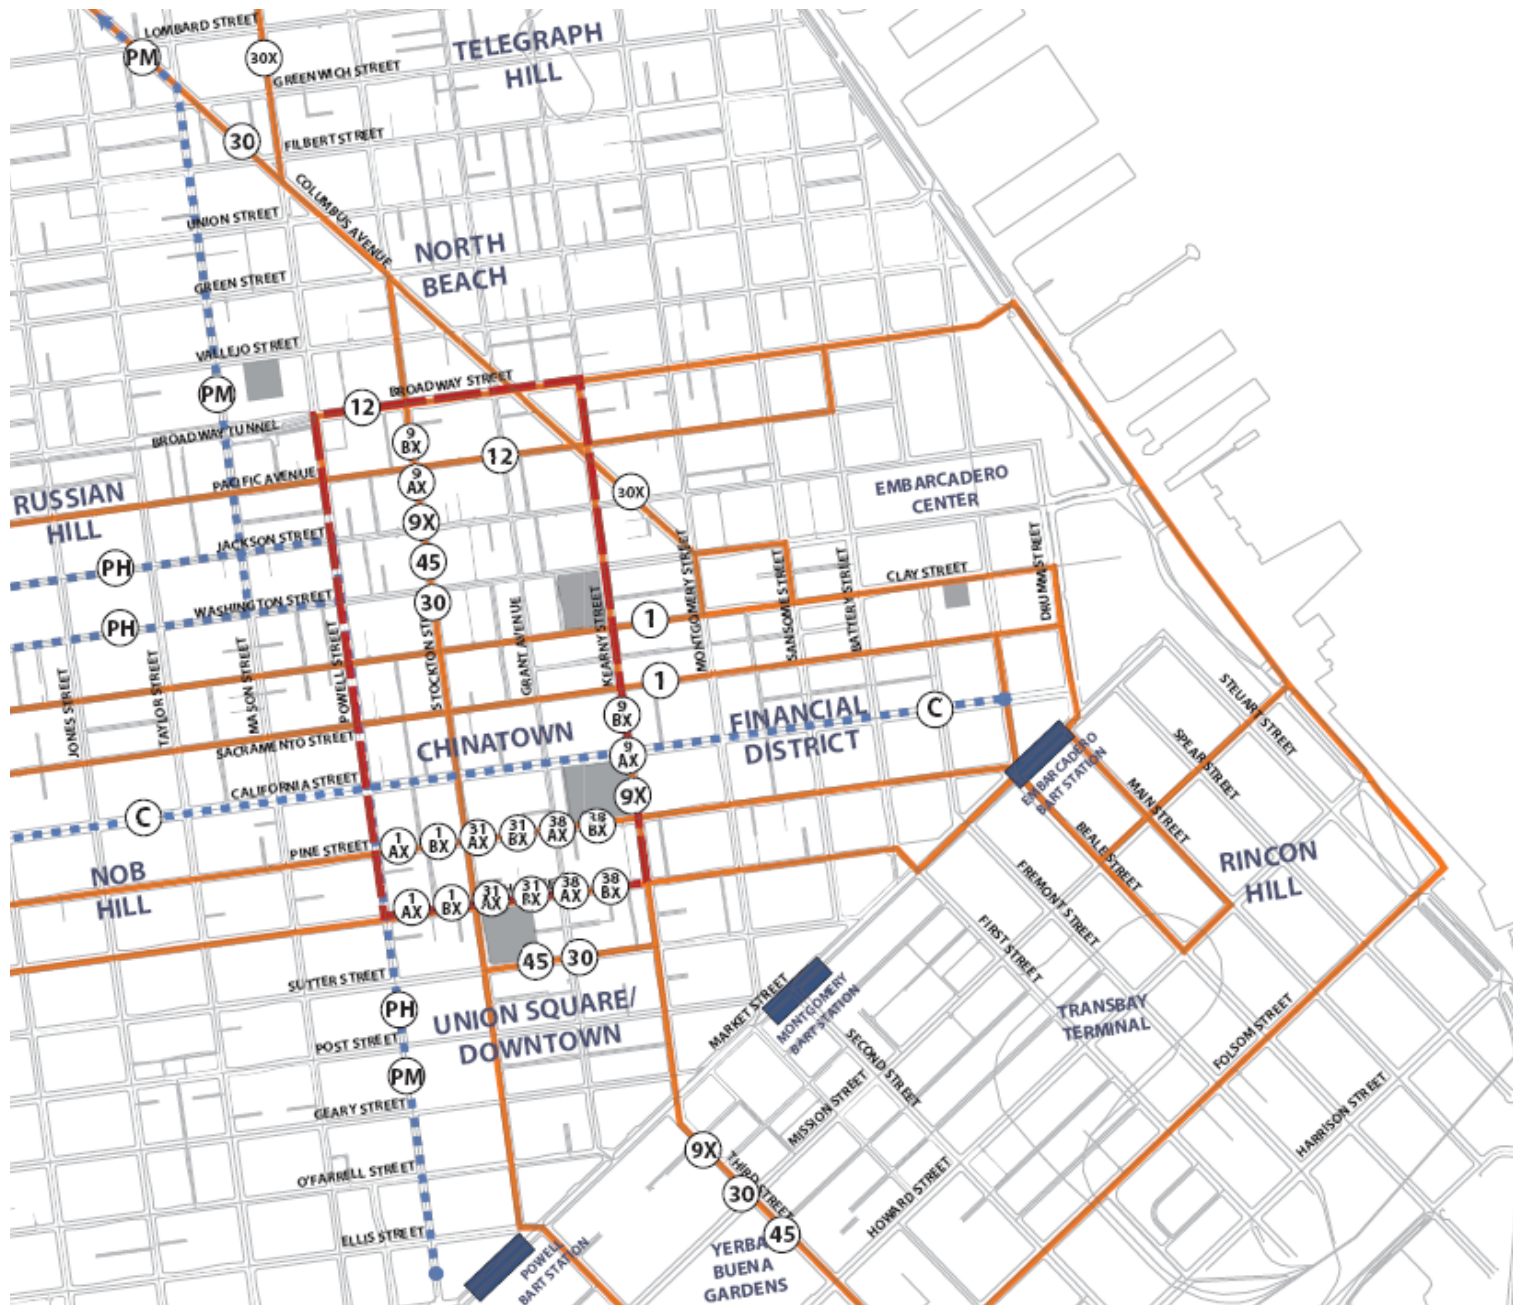 LOMBARD STREET
PM
30X
GREENWICH STREET
TELEGRAPH
HILL
30
FILBERT STREET
COLUMBUS AVENUE
UNION STREET
NORTH
BEACH
GREEN STREET
VALLEJO STREET
PM
12
BROADWAY STREET
BROADWAY TUNNEL
9
BX
12
PACIFIC AVENUE
9
AX
30X
EMBARCADERO
CENTER
RUSSIAN
HILL
9X
JACKSON STREET
PH
45
WASHINGTON STREET
30
PH
CLAY STREET
1
JONES STREET
TAYLOR STREET
MASON STREET
POWELL STREET
GRANT AVENUE
KEARNY STREET
MONTGOMERY STREET
SANSOME STREET
BATTERY STREET
DRUMM STREET
1
SACRAMENTO STREET
9
BX
CHINATOWN
FINANCIAL
DISTRICT
C
9
AX
CALIFORNIA STREET
C
9X
STEUART STREET
SPEAR STREET
MAIN STREET
BEALE STREET
EMBARCADERO
BART STATION
PINE STREET
1
AX
1
BX
31
AX
31
BX
38
AX
38
BX
NOB
HILL
RINCON
HILL
1
AX
1
BX
31
AX
31
BX
38
AX
38
BX
FREMONT STREET
FIRST STREET
45
30
SUTTER STREET
PH
UNION SQUARE/
DOWNTOWN
MARKET STREET
MONTGOMERY
BART STATION
TRANSBAY
TERMINAL
POST STREET
SECOND STREET
FOLSOM STREET
PM
MISSION STREET
HARRISON STREET
GEARY STREET
9X
THIRD STREET
30
HOWARD STREET
O'FARRELL STREET
45
ELLIS STREET
POWELL
BART STATION
YERBA
BUENA
GARDENS